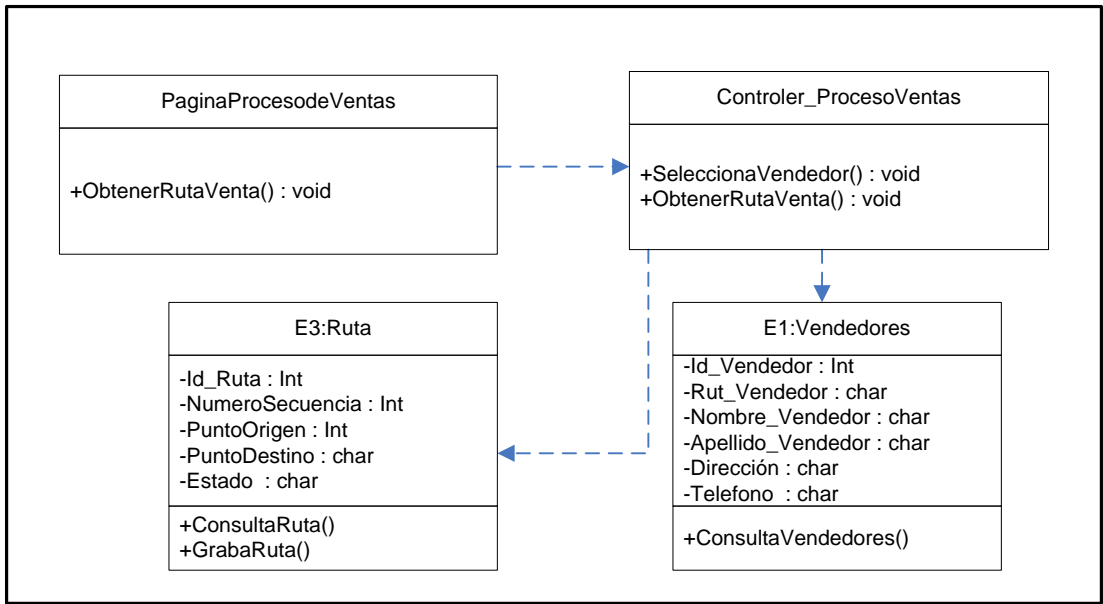 PaginaProcesodeVentas
+ObtenerRutaVenta() : void
Controler_ProcesoVentas
+SeleccionaVendedor() : void
+ObtenerRutaVenta() : void
E3:Ruta
-Id_Ruta : Int
-NumeroSecuencia : Int
-PuntoOrigen : Int
-PuntoDestino : char
-Estado : char
+ConsultaRuta()
+GrabaRuta()
E1:Vendedores
-Id_Vendedor : Int
-Rut_Vendedor : char
-Nombre_Vendedor : char
-Apellido_Vendedor : char
-Dirección : char
-Telefono : char
+ConsultaVendedores()